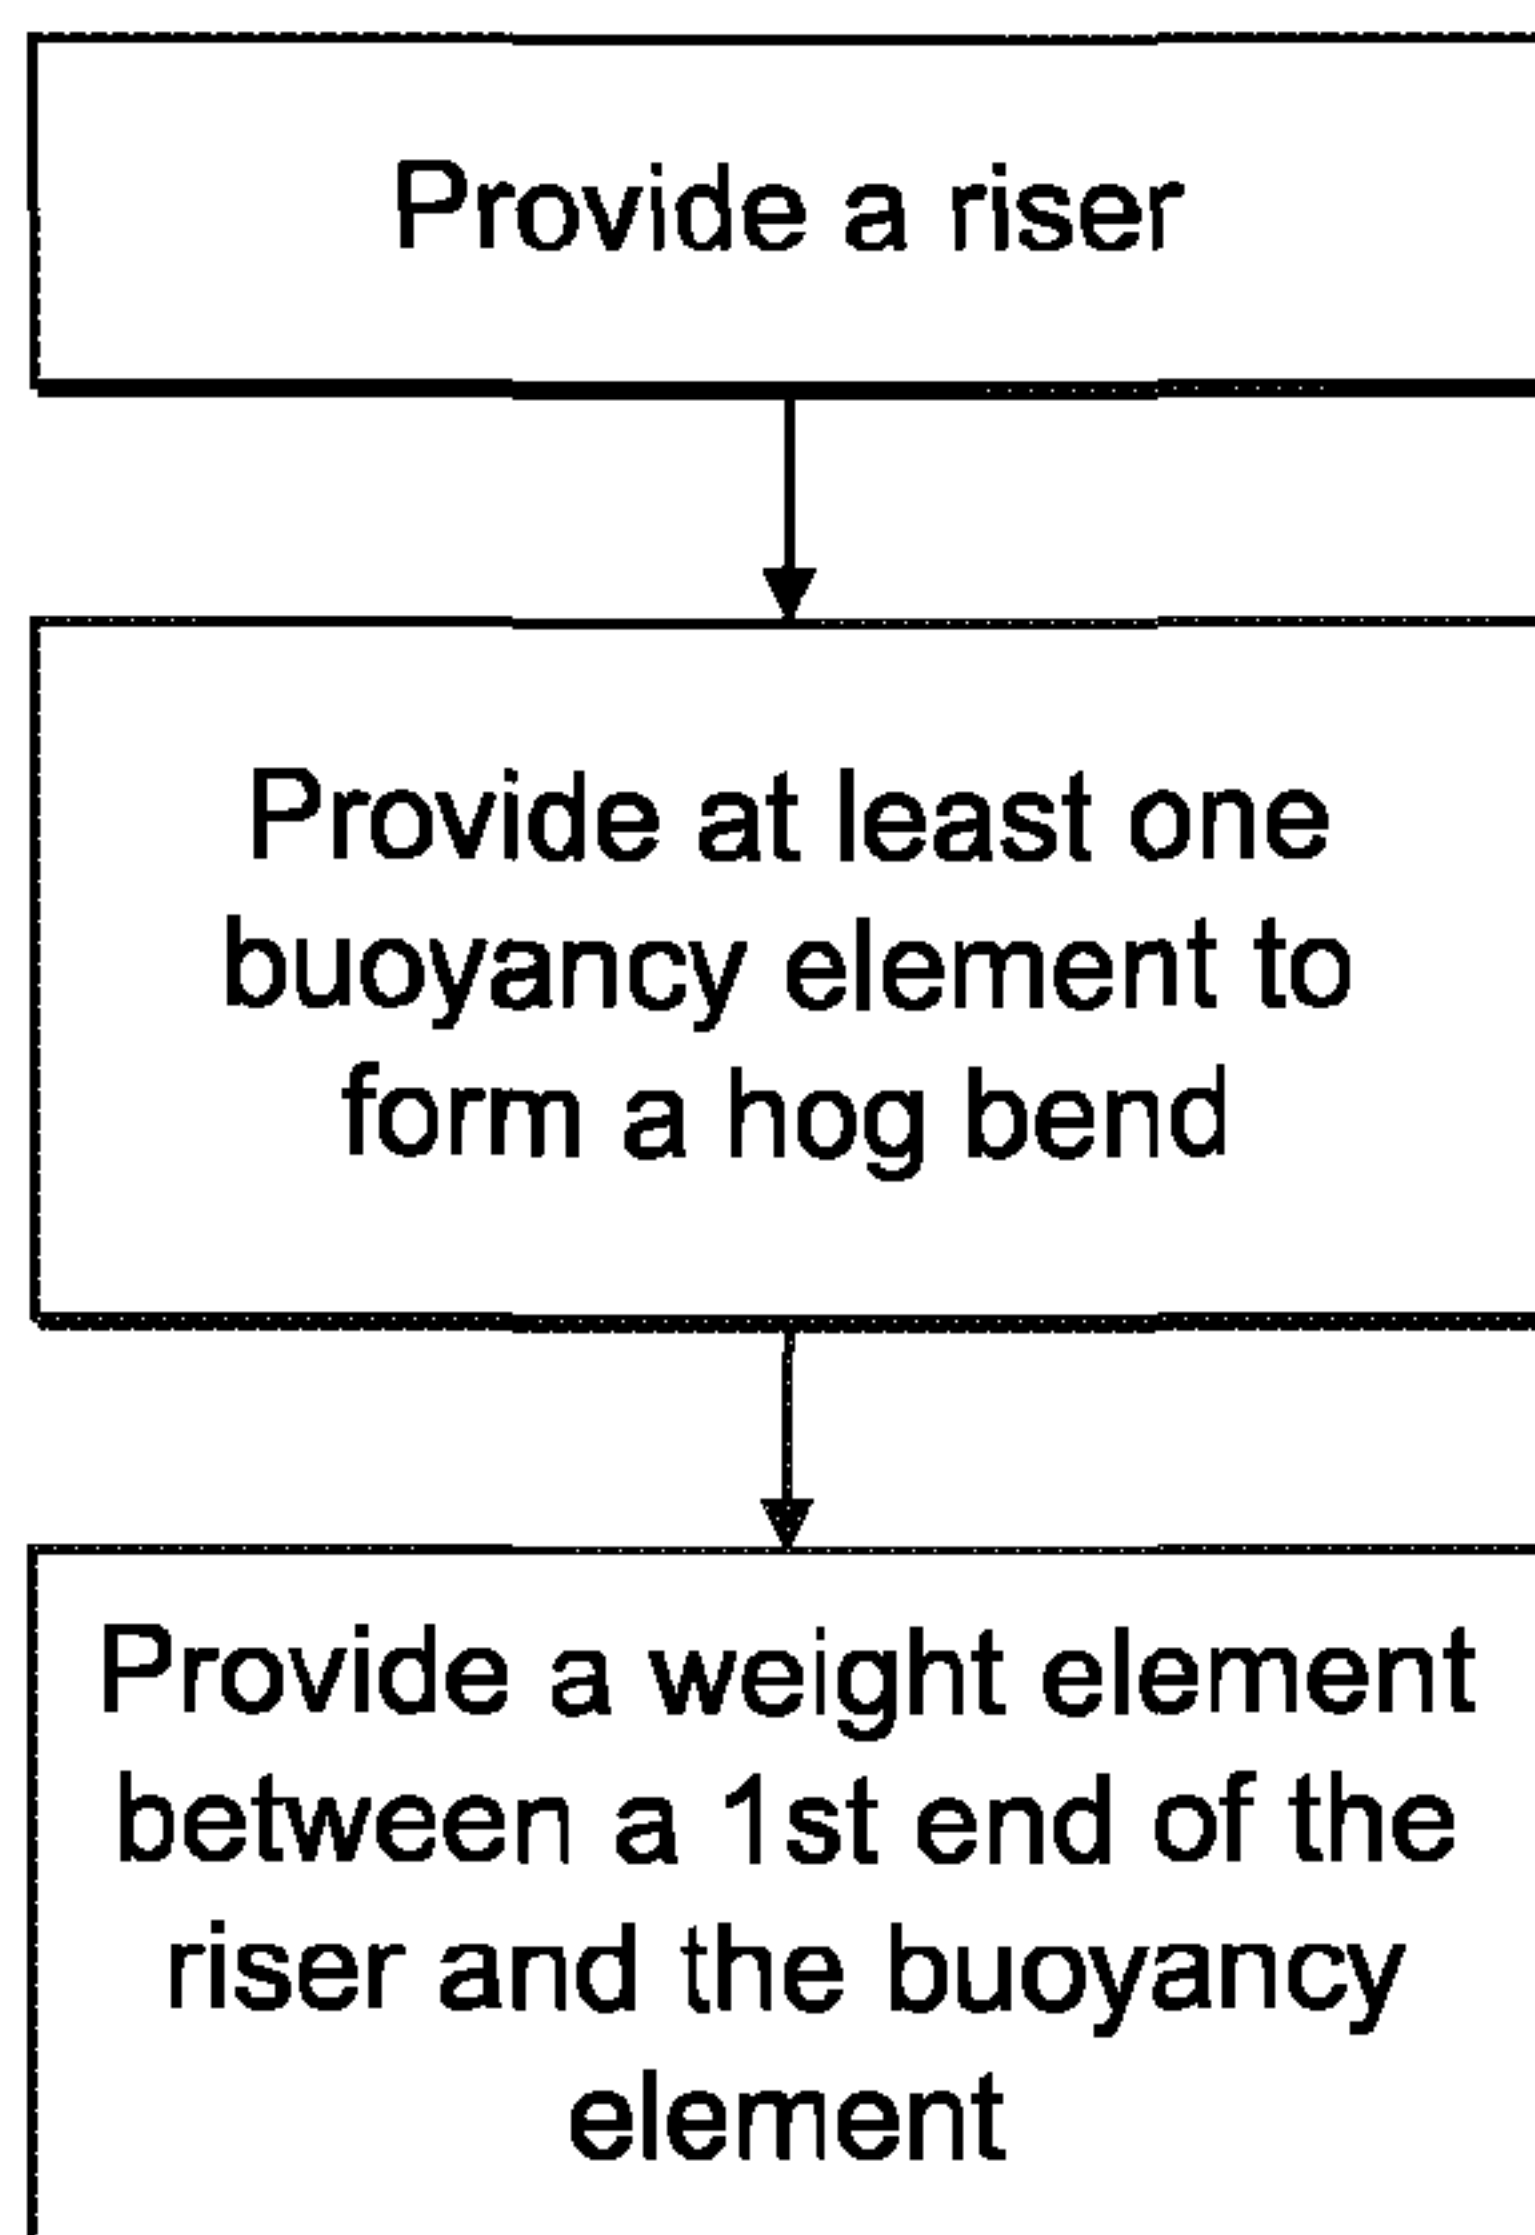 Provide a riser
Provide at least one
buoyancy element to
form a hog bend
Provide a weight element
between a 1st end of the
riser and the buoyancy
element